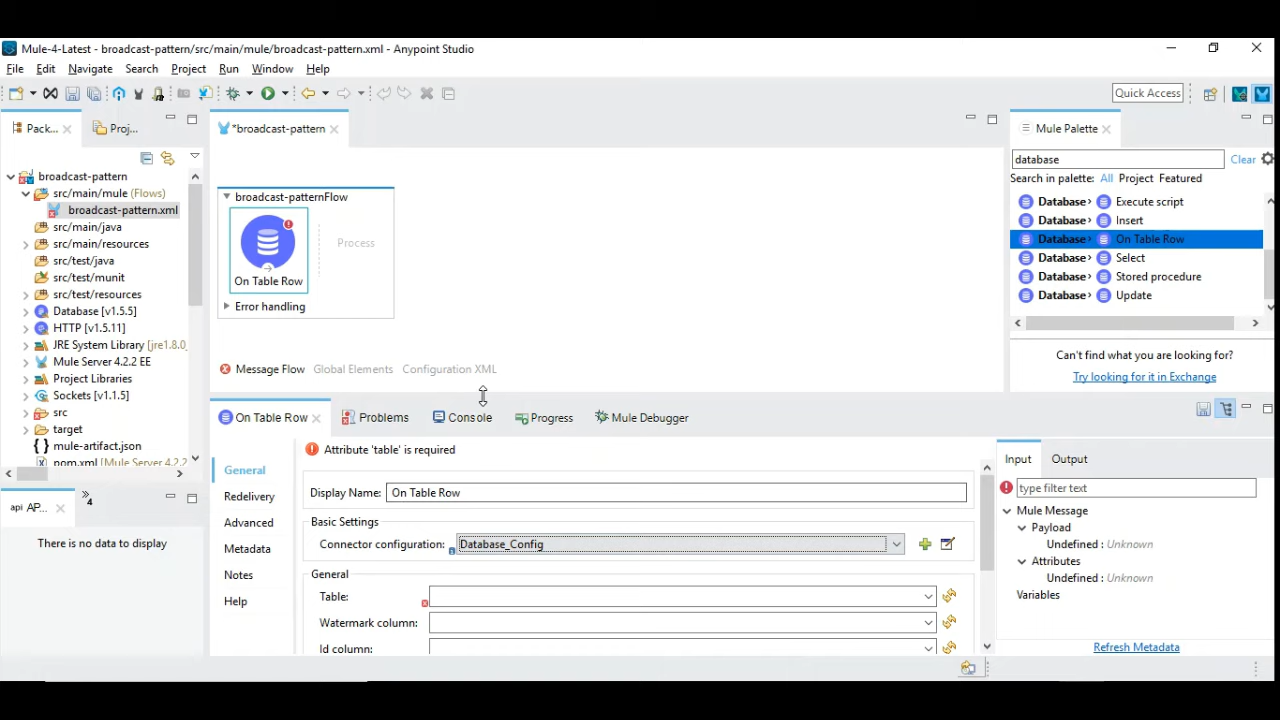 Mule-4-Latest - broadcast-pattern/src/main/mule/broadcast-pattern.xml - Anypoint Studio
File Edit Navigate Search Project Run Window Help
Quick Access
Pack...
Proj...
broadcast-pattern
src/main/mule (Flows)
broadcast-pattern.xml
src/main/java
src/main/resources
src/test/java
src/test/munit
src/test/resources
Database [v1.5.5]
HTTP [v1.5.11]
JRE System Library [jre1.8.0_
Mule Server 4.2.2 EE
Project Libraries
Sockets [v1.1.5]
src
target
mule-artifact.json
pom.xml [Mule Server 4.2.2
api AP...
4
There is no data to display
*broadcast-pattern
broadcast-patternFlow
On Table Row
Process
Error handling
Message Flow Global Elements Configuration XML
Mule Palette
database
Clear
Search in palette: All Project Featured
Database› Execute script
Database› Insert
Database› On Table Row
Database› Select
Database› Stored procedure
Database› Update
Can't find what you are looking for?
Try looking for it in Exchange
On Table Row
Problems
Console
Progress
Mule Debugger
General
Redelivery
Advanced
Metadata
Notes
Help
Attribute 'table' is required
Display Name: On Table Row
Basic Settings
Connector configuration: Database_Config
General
Table:
Watermark column:
Id column:
Input
Output
type filter text
Mule Message
Payload
Undefined : Unknown
Attributes
Undefined : Unknown
Variables
Refresh Metadata